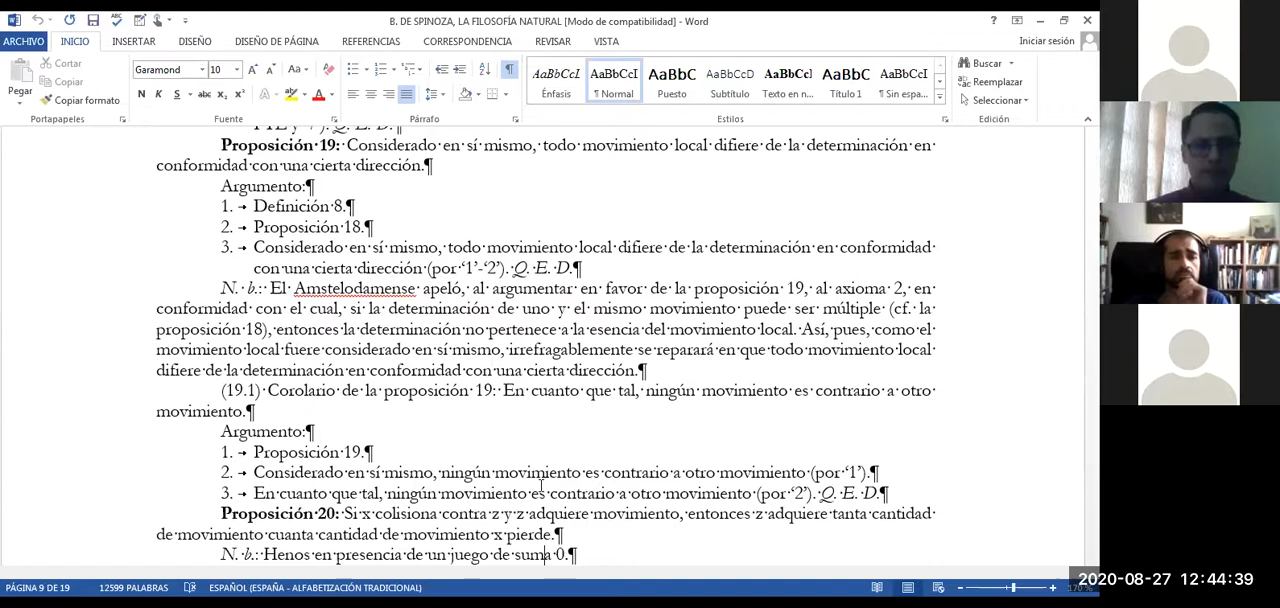 B. DE SPINOZA, LA FILOSOFÍA NATURAL [Modo de compatibilidad] - Word
ARCHIVO INICIO INSERTAR DISEÑO DISEÑO DE PÁGINA REFERENCIAS CORRESPONDENCIA REVISAR VISTA Iniciar sesión
Pegar
Cortar
Copiar
Copiar formato
Portapapeles
Garamond 10
Fuente
Párrafo
AaBbCcI AaBbCcI AaBbC AaBbCcD AaBbCcl AaBbC AaBbCcI
Énfasis ¶ Normal Puesto Subtítulo Texto en n... Título 1 ¶ Sin espa...
Estilos
Buscar
Reemplazar
Seleccionar
Edición
Proposición 19: Considerado en sí mismo, todo movimiento local difiere de la determinación en
conformidad con una cierta dirección.¶
Argumento:¶
1. → Definición 8.¶
2. → Proposición 18.¶
3. → Considerado en sí mismo, todo movimiento local difiere de la determinación en conformidad
con una cierta dirección (por ‘1’-‘2’). Q. E. D.¶
N. b.: El Amstelodamense apeló, al argumentar en favor de la proposición 19, al axioma 2, en
conformidad con el cual, si la determinación de uno y el mismo movimiento puede ser múltiple (cf. la
proposición 18), entonces la determinación no pertenece a la esencia del movimiento local. Así, pues, como el
movimiento local fuere considerado en sí mismo, irrefragablemente se reparará en que todo movimiento local
difiere de la determinación en conformidad con una cierta dirección.¶
(19.1) Corolario de la proposición 19: En cuanto que tal, ningún movimiento es contrario a otro
movimiento.¶
Argumento:¶
1. → Proposición 19.¶
2. → Considerado en sí mismo, ningún movimiento es contrario a otro movimiento (por ‘1’).¶
3. → En cuanto que tal, ningún movimiento es contrario a otro movimiento (por ‘2’). Q. E. D.¶
Proposición 20: Si x colisiona contra z y z adquiere movimiento, entonces z adquiere tanta cantidad
de movimiento cuanta cantidad de movimiento x pierde.¶
N. b.: Henos en presencia de un juego de suma 0.¶
PÁGINA 9 DE 19 12599 PALABRAS ESPAÑOL (ESPAÑA - ALFABETIZACIÓN TRADICIONAL) 170 %
2020-08-27 12:44:39